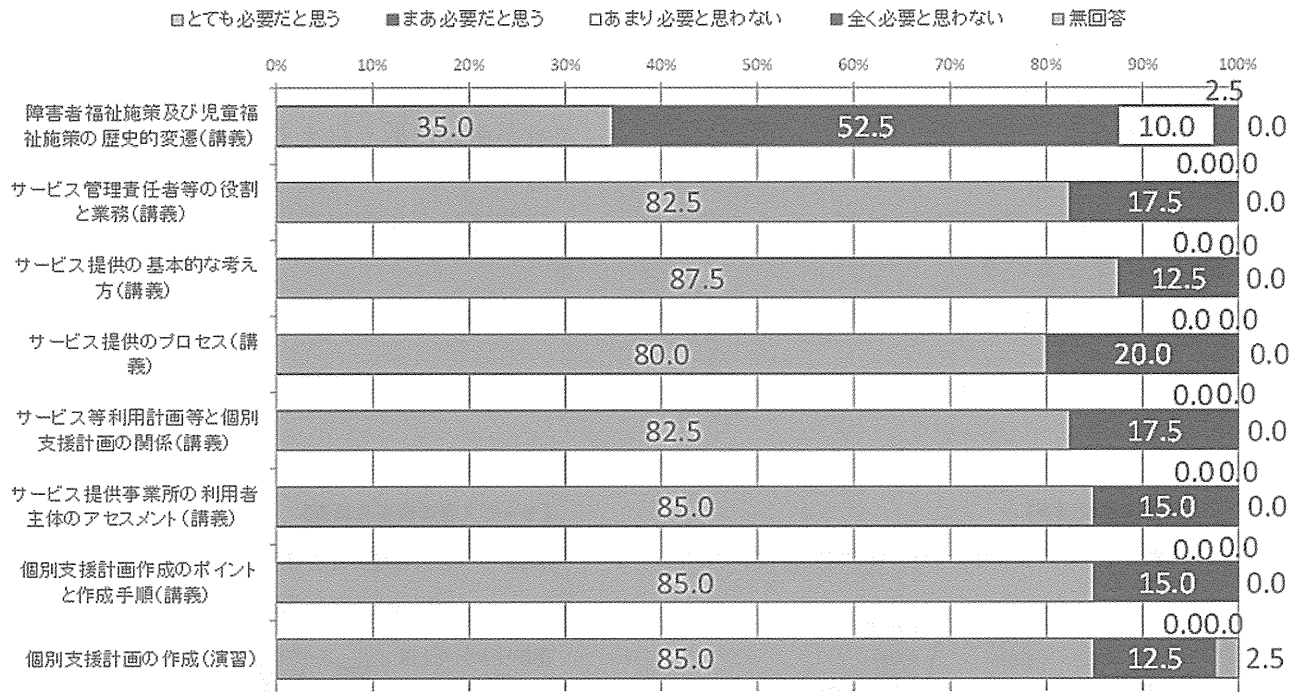 とても必要だと思う まあ必要だと思う あまり必要と思わない 全く必要と思わない 無回答
0% 10% 20% 30% 40% 50% 60% 70% 80% 90% 100%
2.5
障害者福祉施策及び児童福
祉施策の歴史的変遷(講義)
35.0 52.5 10.0 0.0
0.0 0.0
サービス管理責任者等の役割
と業務(講義)
82.5 17.5 0.0
0.0 0.0
サービス提供の基本的な考え
方(講義)
87.5 12.5 0.0
0.0 0.0
サービス提供のプロセス(講
義)
80.0 20.0 0.0
0.0 0.0
サービス等利用計画等と個別
支援計画の関係(講義)
82.5 17.5 0.0
0.0 0.0
サービス提供事業所の利用者
主体のアセスメント(講義)
85.0 15.0 0.0
0.0 0.0
個別支援計画作成のポイント
と作成手順(講義)
85.0 15.0 0.0
0.0 0.0
個別支援計画の作成(演習)
85.0 12.5 2.5